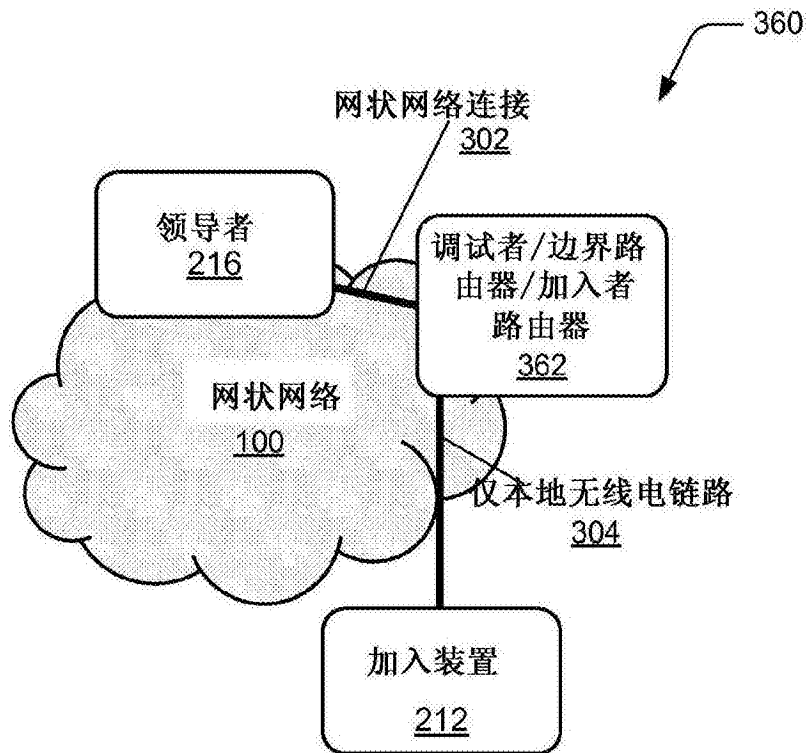 360
网状网络连接
302
领导者
216
调试者/边界路
由器/加入者
路由器
362
网状网络
100
仅本地无线电链路
304
加入装置
212